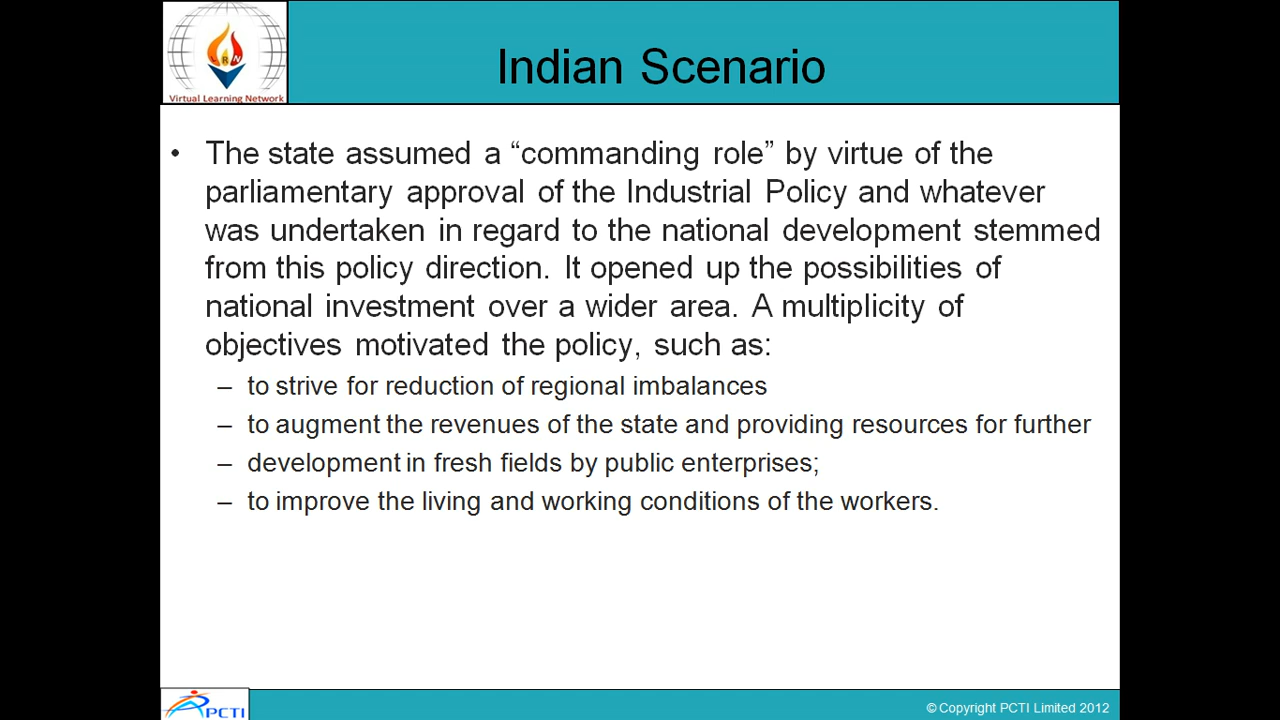 LRN
Virtual Learning Network
Indian Scenario
• The state assumed a “commanding role” by virtue of the
parliamentary approval of the Industrial Policy and whatever
was undertaken in regard to the national development stemmed
from this policy direction. It opened up the possibilities of
national investment over a wider area. A multiplicity of
objectives motivated the policy, such as:
– to strive for reduction of regional imbalances
– to augment the revenues of the state and providing resources for further
– development in fresh fields by public enterprises;
– to improve the living and working conditions of the workers.
PCTI
© Copyright PCTI Limited 2012